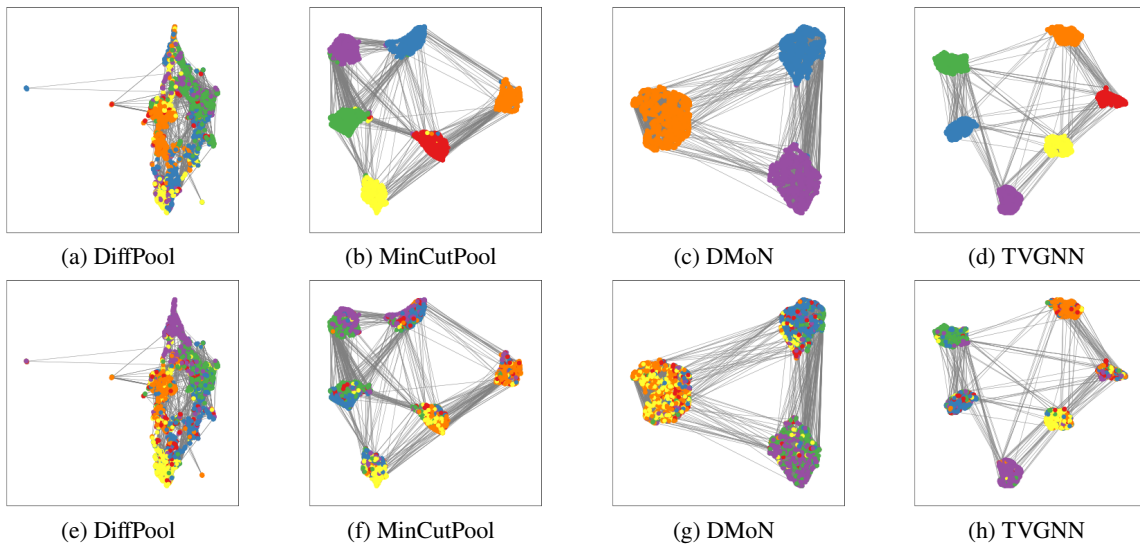 (a) DiffPool
(b) MinCutPool
(c) DMoN
(d) TVGNN
(e) DiffPool
(f) MinCutPool
(g) DMoN
(h) TVGNN